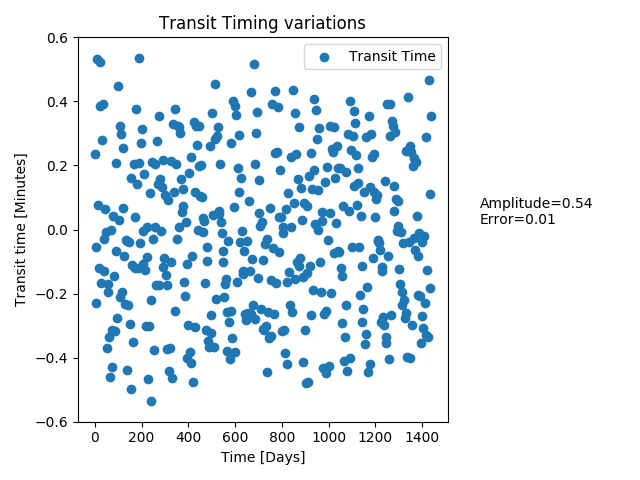 Transit Timing variations
Transit Time
Transit time [Minutes]
0.6
0.4
0.2
0.0
−0.2
−0.4
−0.6
0
200
400
600
800
1000
1200
1400
Time [Days]
Amplitude=0.54
Error=0.01